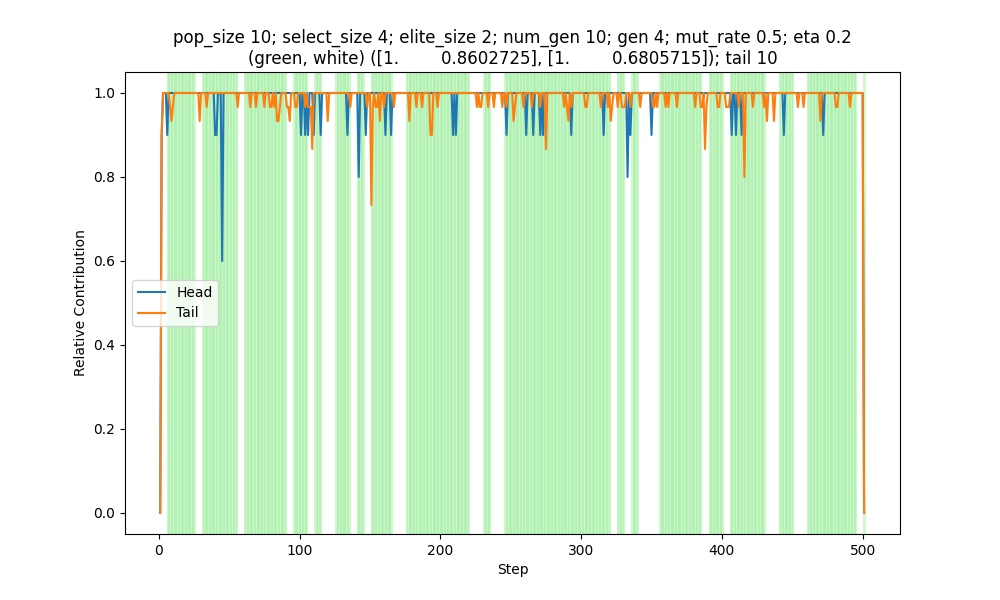 pop_size 10; select_size 4; elite_size 2; num_gen 10; gen 4; mut_rate 0.5; eta 0.2
(green, white) ([1. 0.8602725], [1. 0.6805715]); tail 10
1.0
0.8
0.6
0.4
0.2
0.0
Relative Contribution
Head
Tail
0
100
200
300
400
500
Step